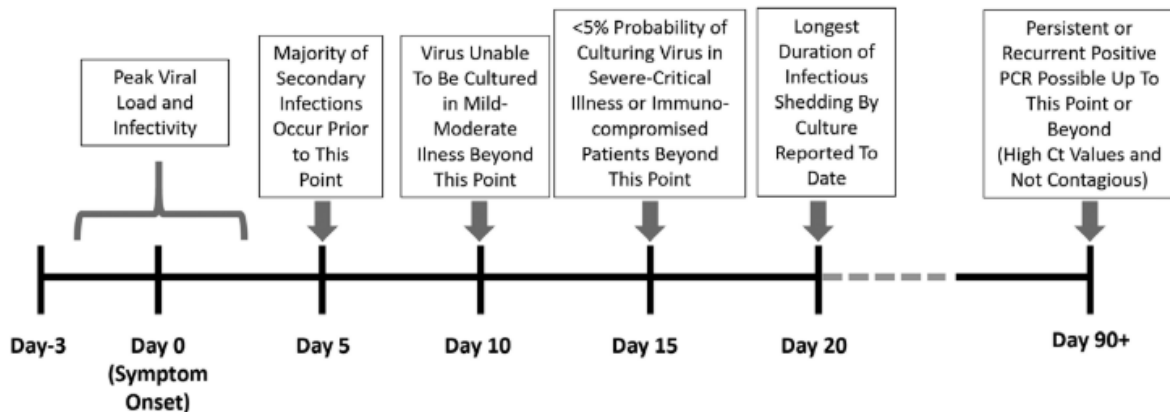 Peak Viral
Load and
Infectivity
Majority of
Secondary
Infections
Occur Prior
to This
Point
Virus Unable
To Be Cultured
in Mild-
Moderate
Ilness Beyond
This Point
<5% Probability of
Culturing Virus in
Severe-Critical
Illness or Immuno-
compromised
Patients Beyond
This Point
Longest
Duration of
Infectious
Shedding By
Culture
Reported To
Date
Persistent or
Recurrent Positive
PCR Possible Up To
This Point or
Beyond
(High Ct Values and
Not Contagious)
Day-3
Day 0
(Symptom
Onset)
Day 5
Day 10
Day 15
Day 20
Day 90+